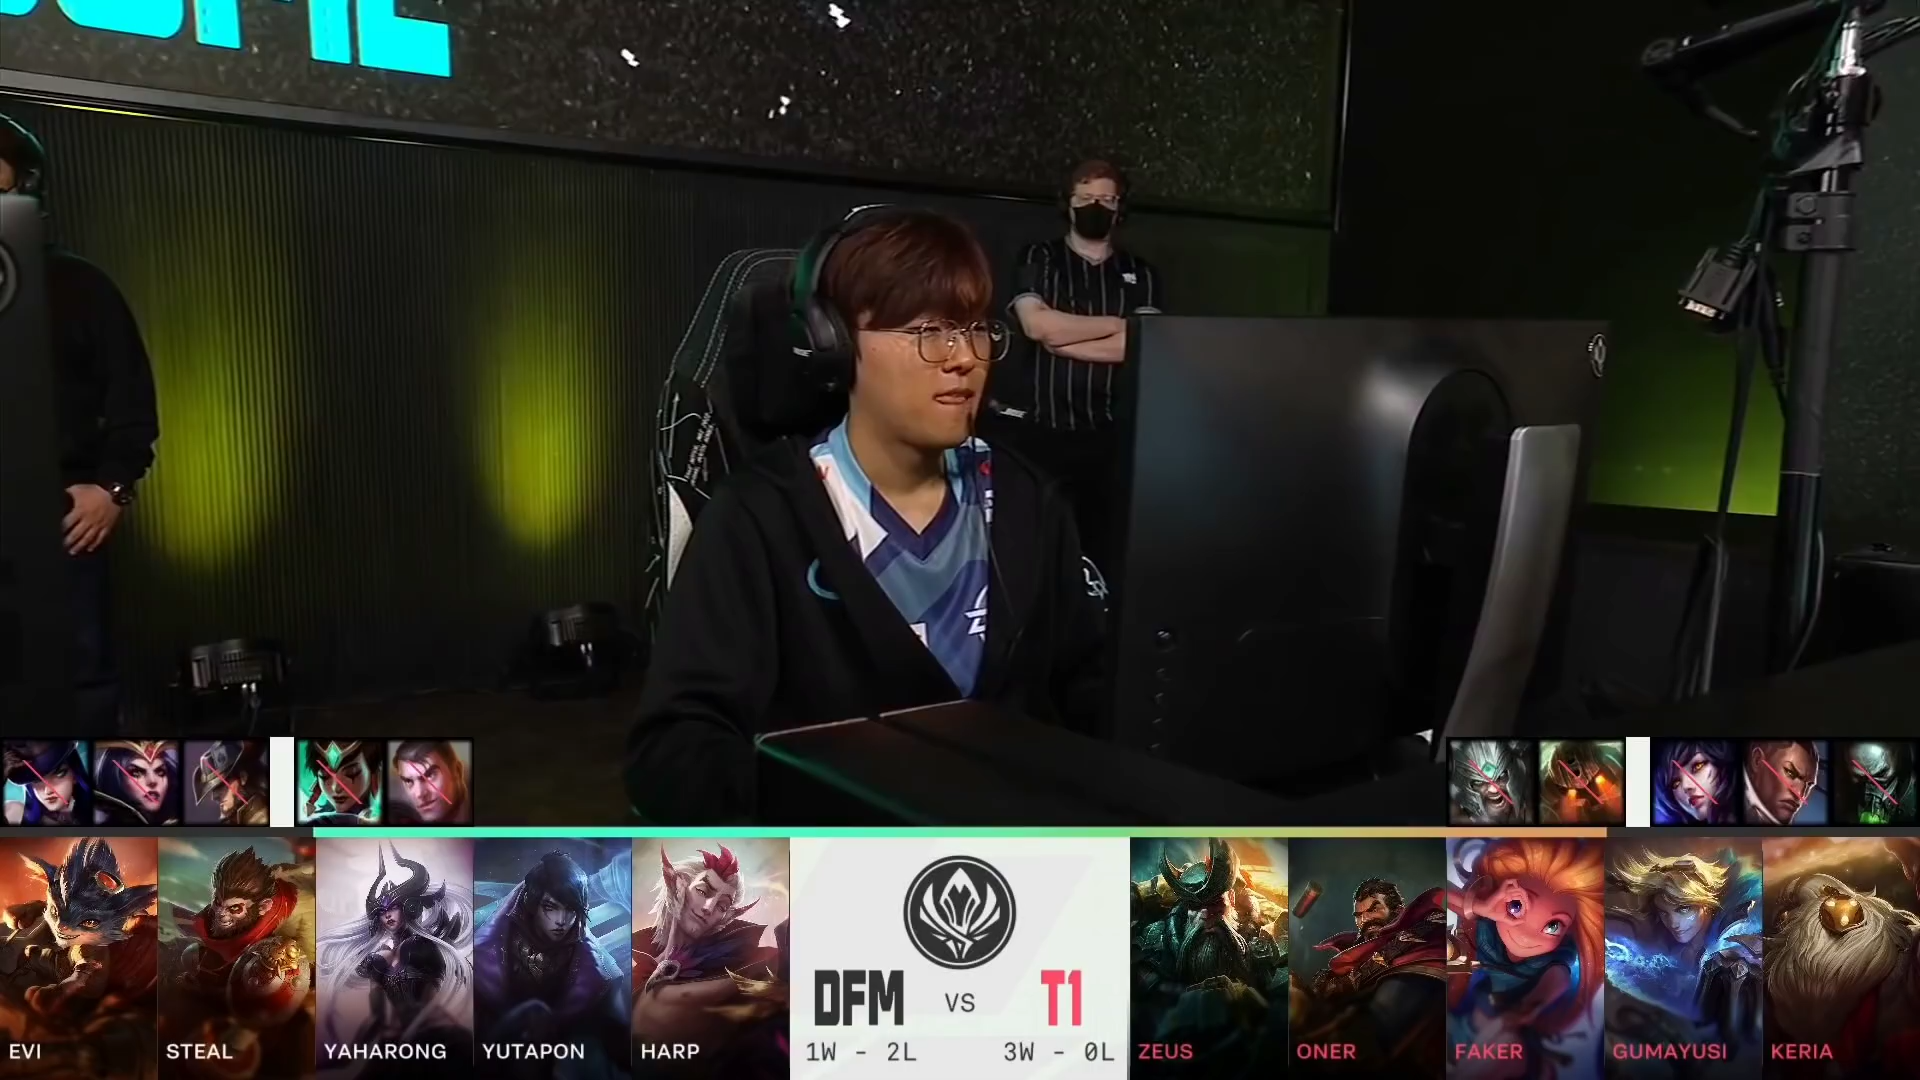 EVI
STEAL
YAHARONG
YUTAPON
HARP
DFM VS T1
1W - 2L
3W - 0L
ZEUS
ONER
FAKER
GUMAYUSI
KERIA